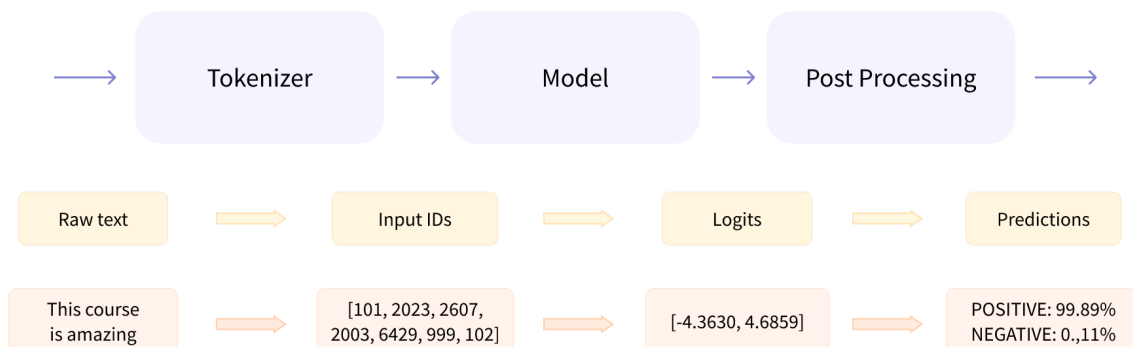 Tokenizer
Model
Post Processing
Raw text
Input IDs
Logits
Predictions
This course
is amazing
[101, 2023, 2607,
2003, 6429, 999, 102]
[-4.3630, 4.6859]
POSITIVE: 99.89%
NEGATIVE: 0.,11%